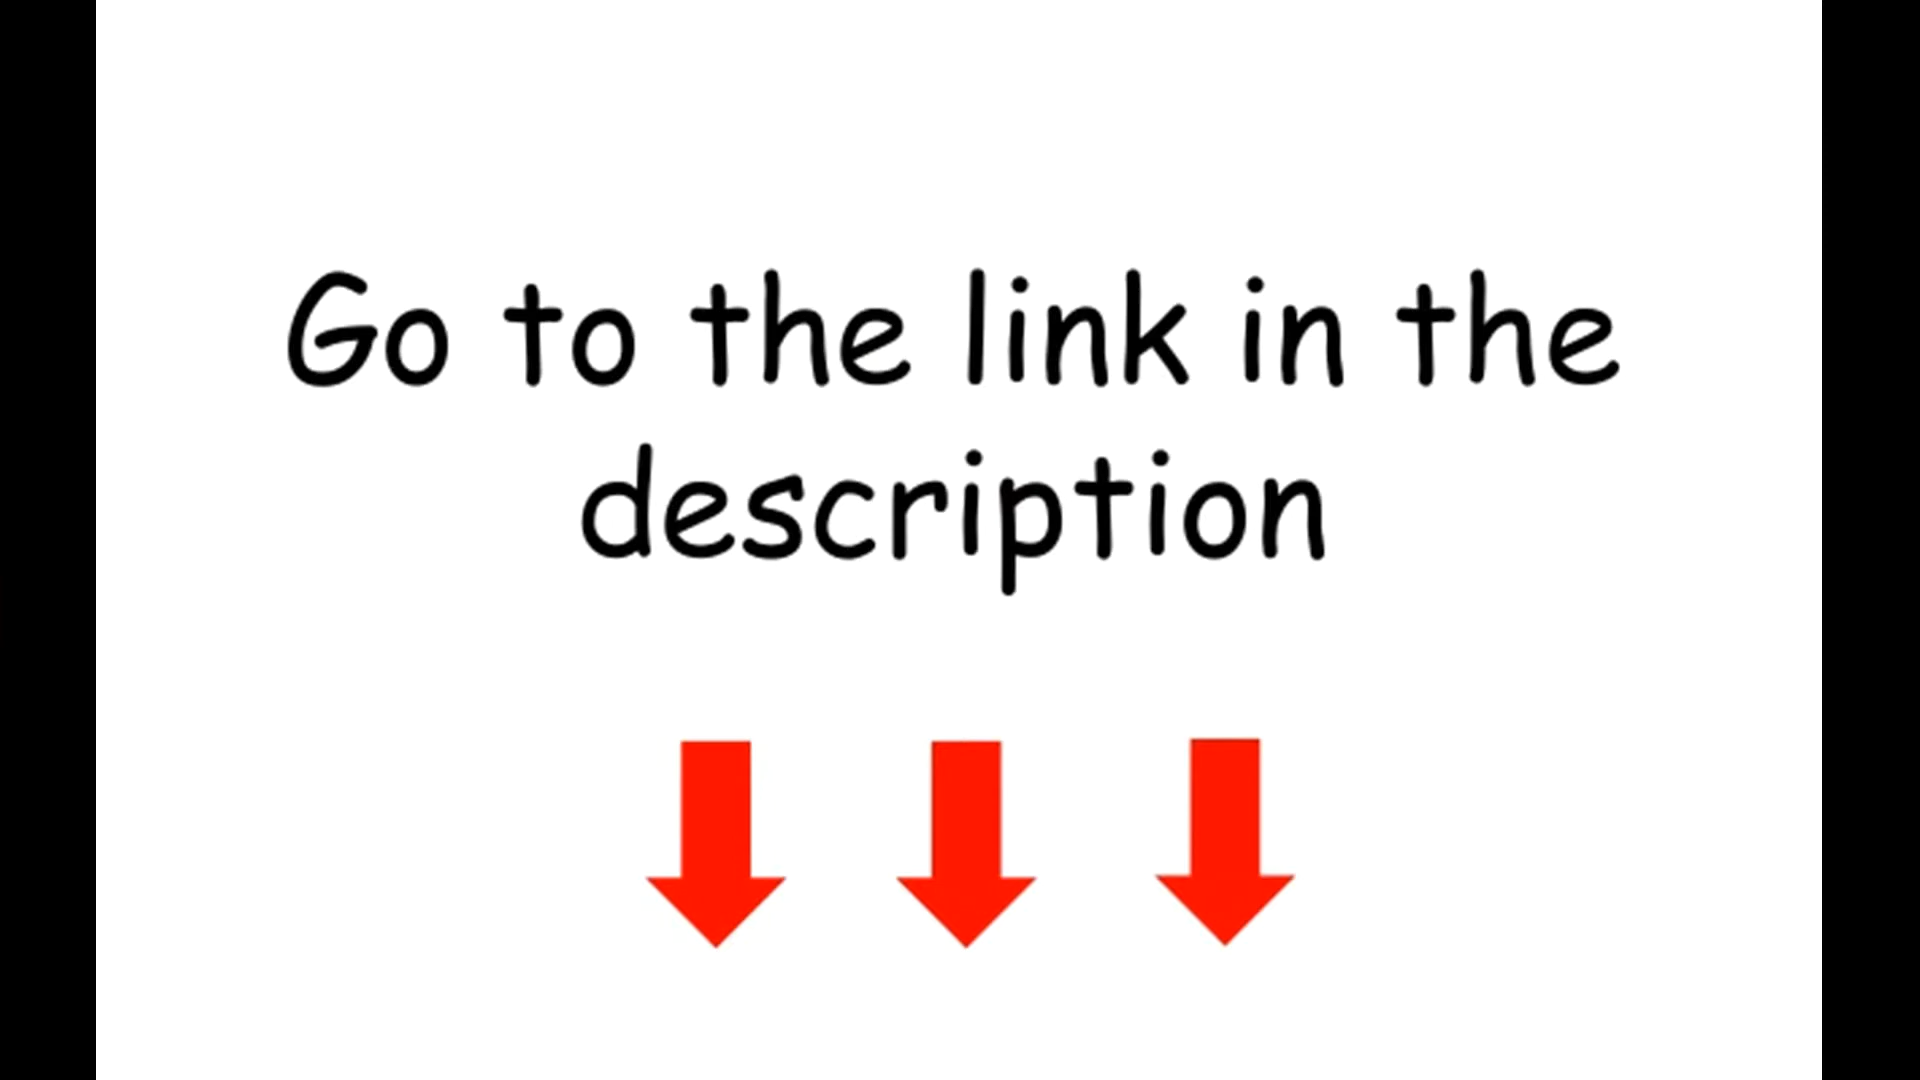 Go to the link in the
description